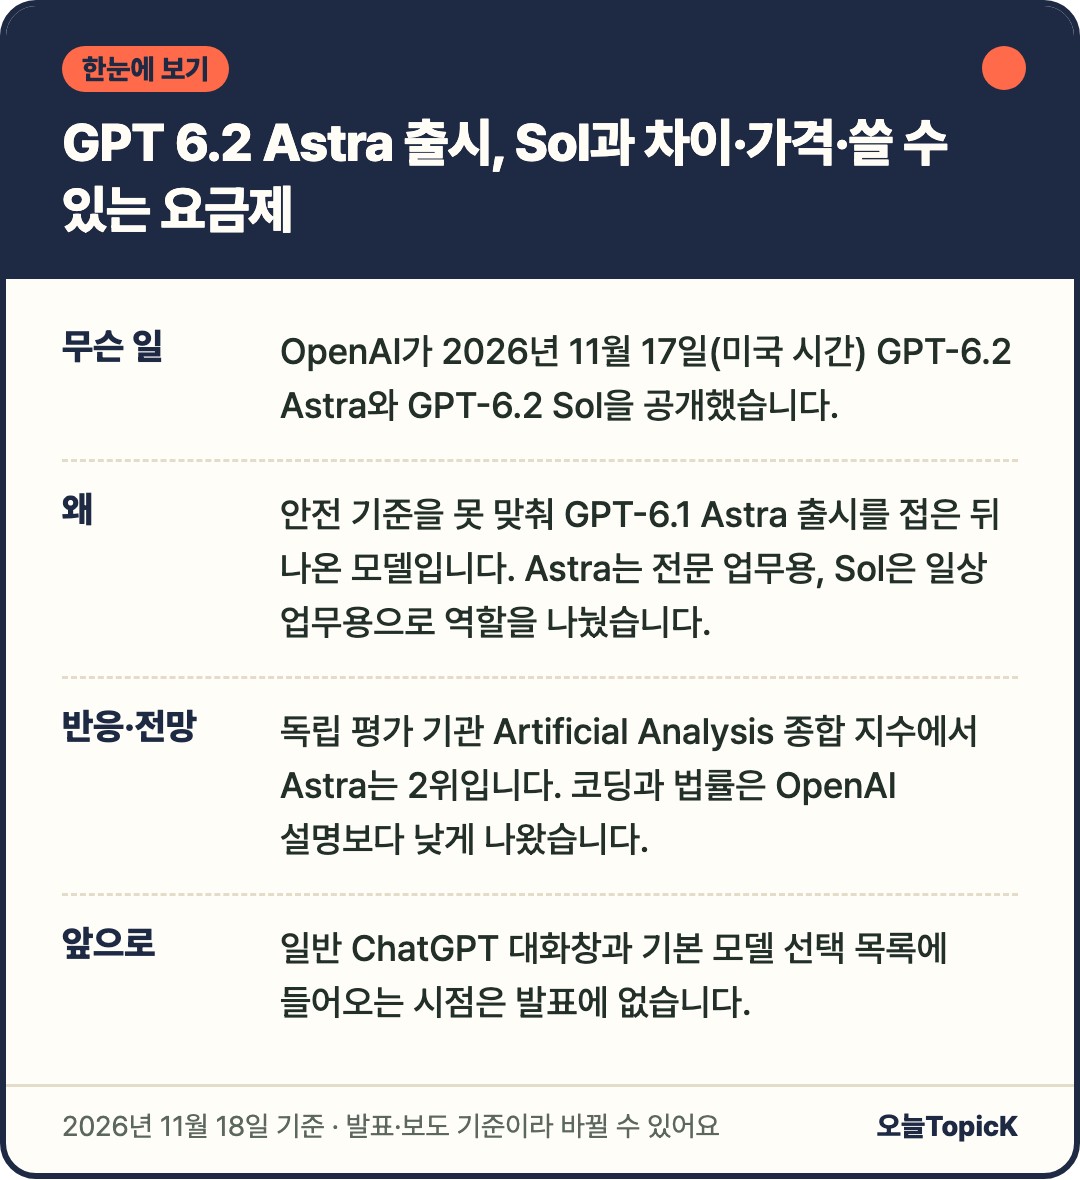 한눈에 보기
GPT 6.2 Astra 출시, Sol과 차이·가격·쓸 수
있는 요금제
무슨 일
OpenAI가 2026년 11월 17일(미국 시간) GPT-6.2
Astra와 GPT-6.2 Sol을 공개했습니다.
왜
안전 기준을 못 맞춰 GPT-6.1 Astra 출시를 접은 뒤
나온 모델입니다. Astra는 전문 업무용, Sol은 일상
업무용으로 역할을 나눴습니다.
반응·전망
독립 평가 기관 Artificial Analysis 종합 지수에서
Astra는 2위입니다. 코딩과 법률은 OpenAI
설명보다 낮게 나왔습니다.
앞으로
일반 ChatGPT 대화창과 기본 모델 선택 목록에
들어오는 시점은 발표에 없습니다.
2026년 11월 18일 기준 · 발표·보도 기준이라 바뀔 수 있어요
오늘TopicK